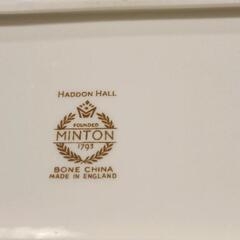 HADDON HALL
FOUNDED
MINTON
1793
BONE CHINA
MADE IN ENGLAND